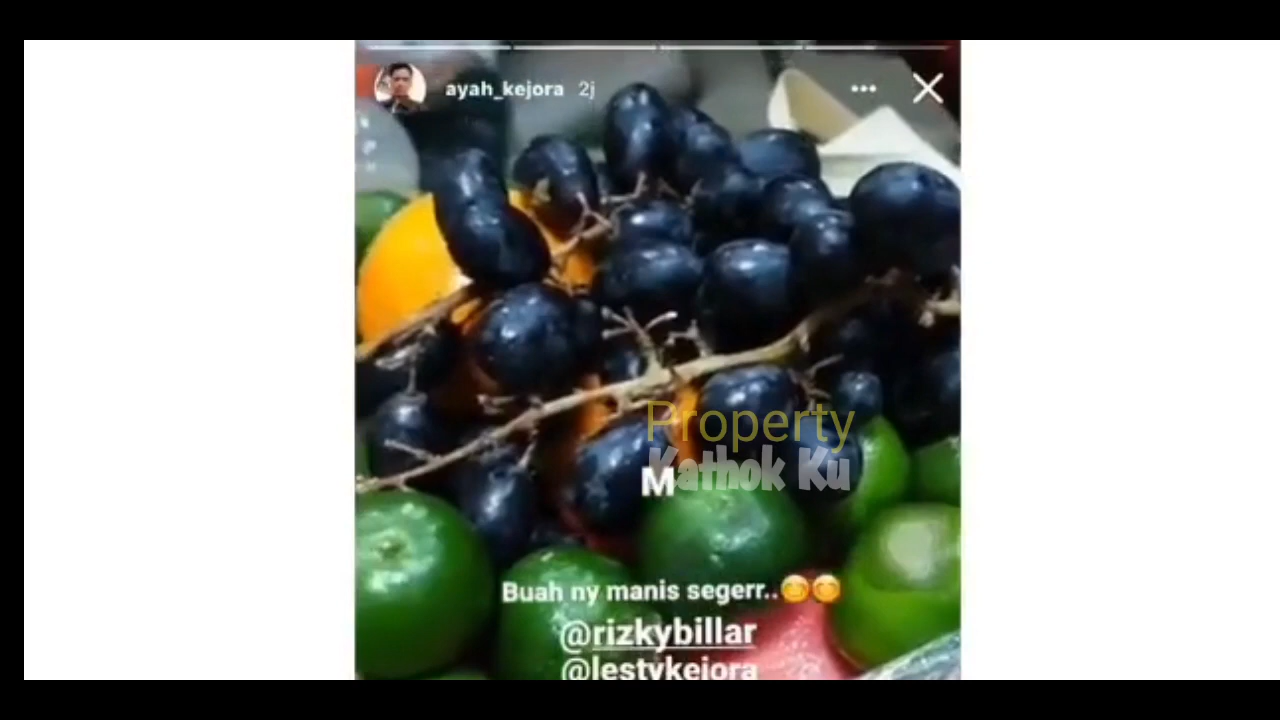 ayah_kejora 2j
Property
Kathok Ku
M
Buah ny manis segerr..😊😊
@rizkybillar
@lestykejora